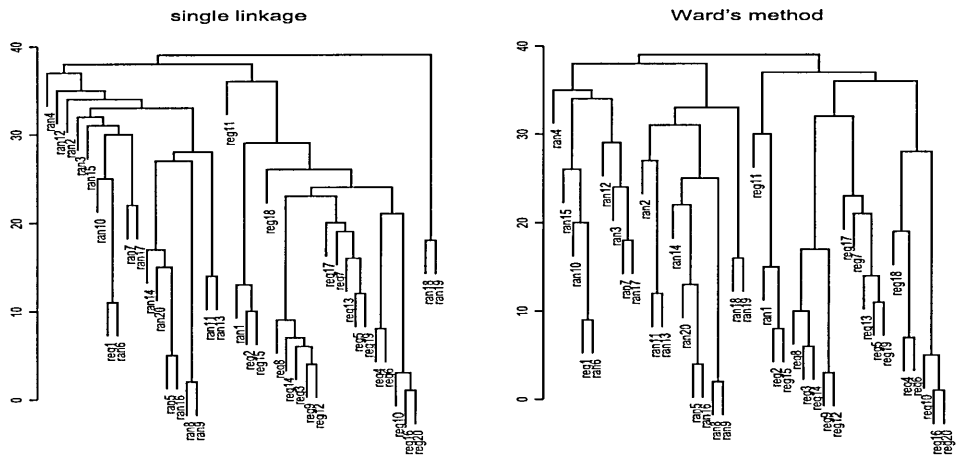 single linkage
40
30
20
10
0
ran4
ran12
ran2
ran3
ran15
ran10
reg1
ran6
ran7
ran17
ran14
ran20
ran5
ran16
ran8
ran9
ran11
ran13
reg11
ran1
reg2
reg15
reg18
reg8
reg14
reg3
reg9
reg12
reg17
reg7
reg13
reg5
reg19
reg4
reg6
reg10
reg16
reg20
ran18
ran19
Ward's method
40
30
20
10
0
ran4
ran15
ran10
reg1
ran6
ran12
ran3
ran7
ran17
ran2
ran11
ran13
ran14
ran20
ran5
ran16
ran8
ran9
ran18
ran19
reg11
ran1
reg2
reg15
reg8
reg3
reg14
reg9
reg12
reg17
reg7
reg13
reg5
reg19
reg18
reg4
reg6
reg10
reg16
reg20